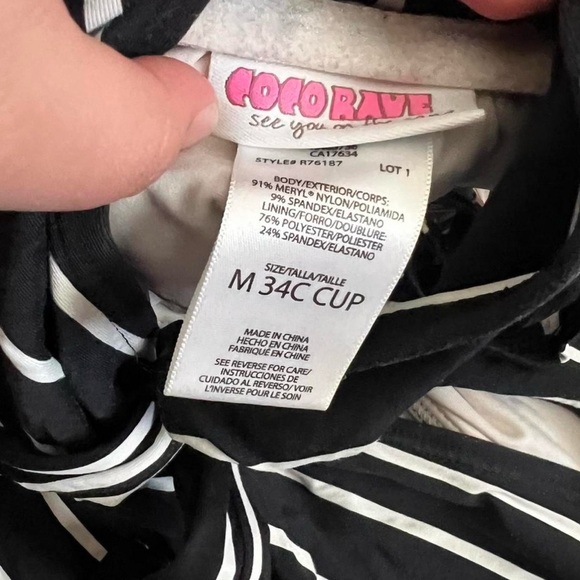 COCO RAVE
see you on the
CA17634
STYLE# R76187 LOT 1
BODY/EXTERIOR/CORPS:
91% MERYL® NYLON/POLIAMIDA
9% SPANDEX/ELASTANO
LINING/FORRO/DOUBLURE-
76% POLYESTER/POLIESTER
24% SPANDEX/ELASTANO
SIZE/TALLA/TAILLE
M 34C CUP
MADE IN CHINA
HECHO EN CHINA
FABRIQUÉ EN CHINE
SEE REVERSE FOR CARE/
INSTRUCCIONES DE
CUIDADO AL REVERSO/ VOIR
L'INVERSE POUR LE SOIN